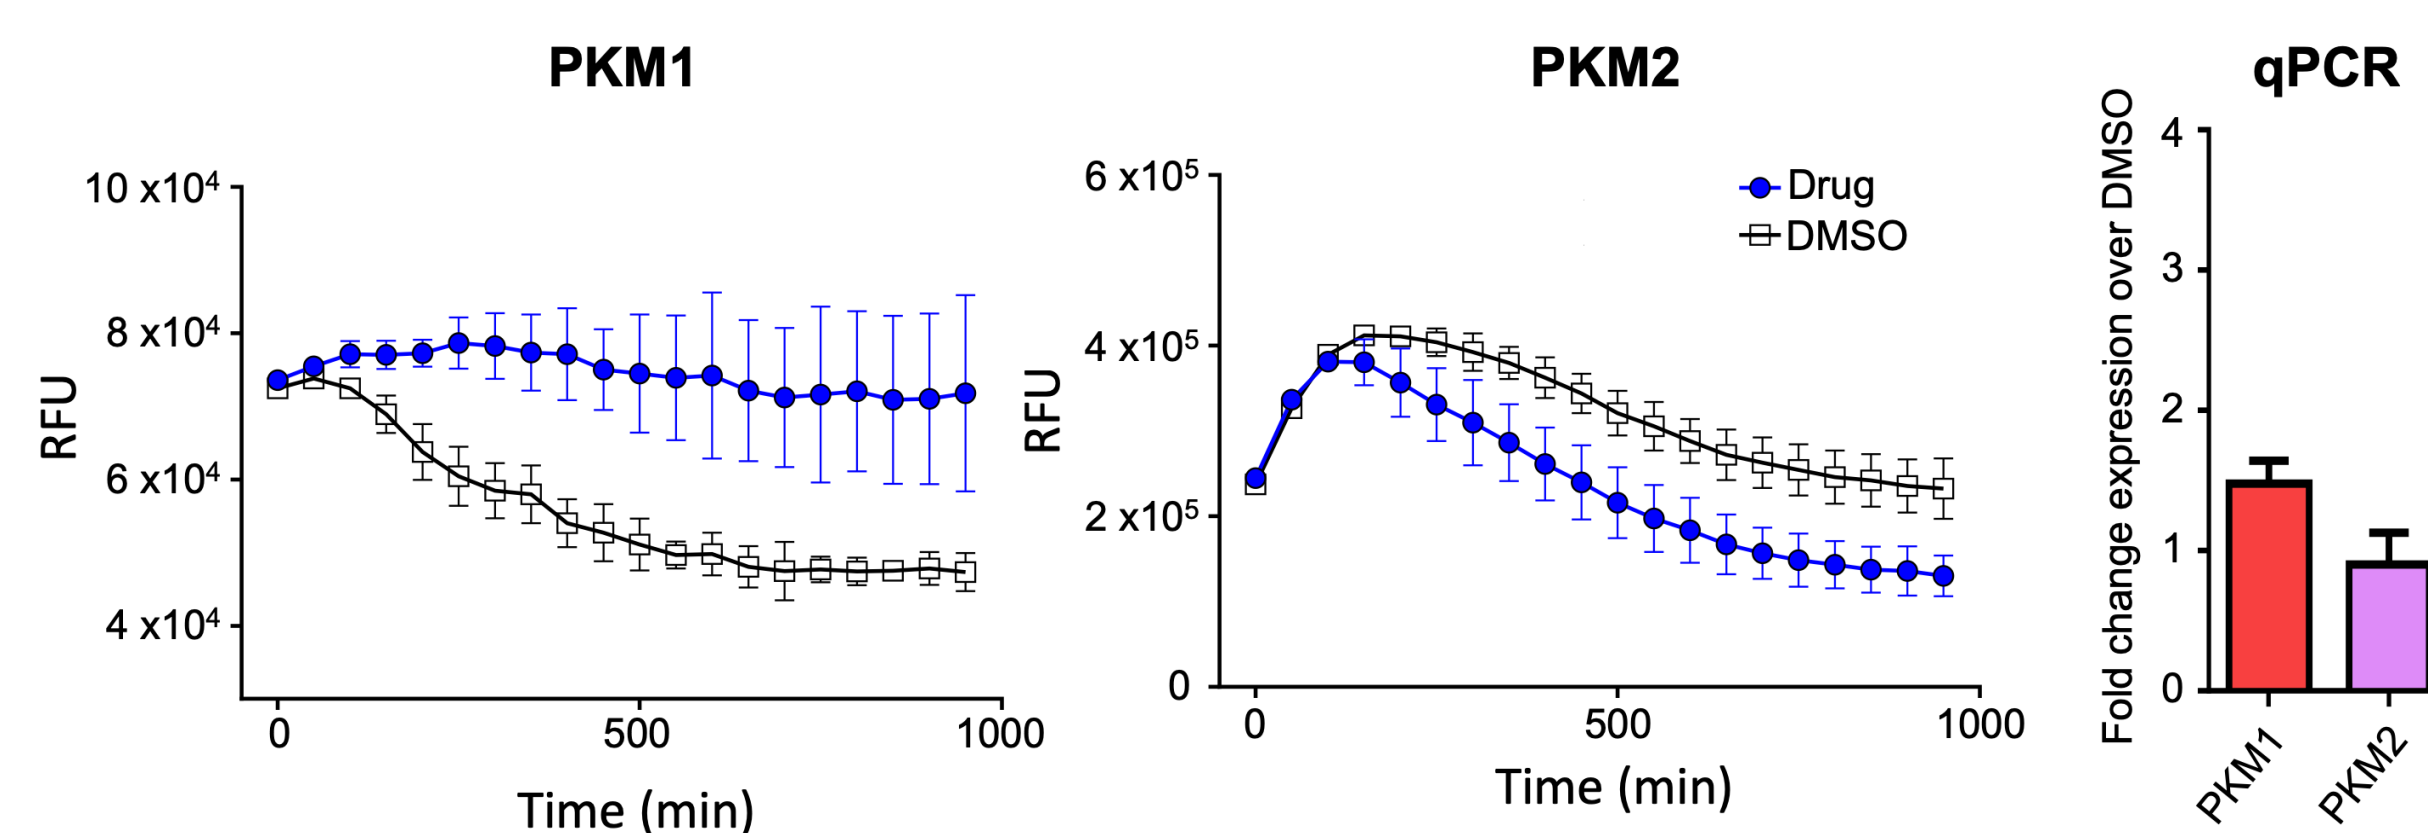 PKM1
10 x10⁴
8 x10⁴
6 x10⁴
4 x10⁴
RFU
0 500 1000
Time (min)
PKM2
6 x10⁵
4 x10⁵
2 x10⁵
0
RFU
Drug
DMSO
0 500 1000
Time (min)
qPCR
Fold change expression over DMSO
4
3
2
1
0
PKM1
PKM2